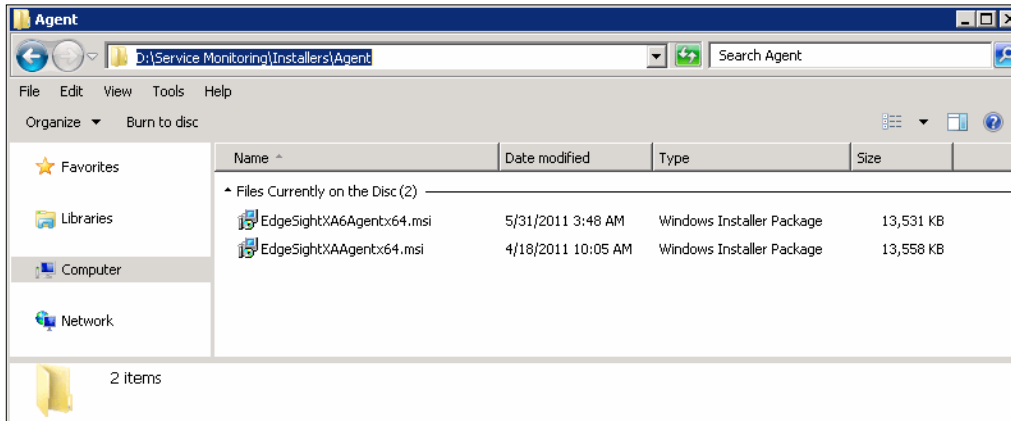 Agent
D:\Service Monitoring\Installers\Agent
Search Agent
File Edit View Tools Help
Organize Burn to disc
Favorites
Libraries
Computer
Network
Name Date modified Type Size
Files Currently on the Disc (2)
EdgeSightXA6Agentx64.msi 5/31/2011 3:48 AM Windows Installer Package 13,531 KB
EdgeSightXAAgentx64.msi 4/18/2011 10:05 AM Windows Installer Package 13,558 KB
2 items